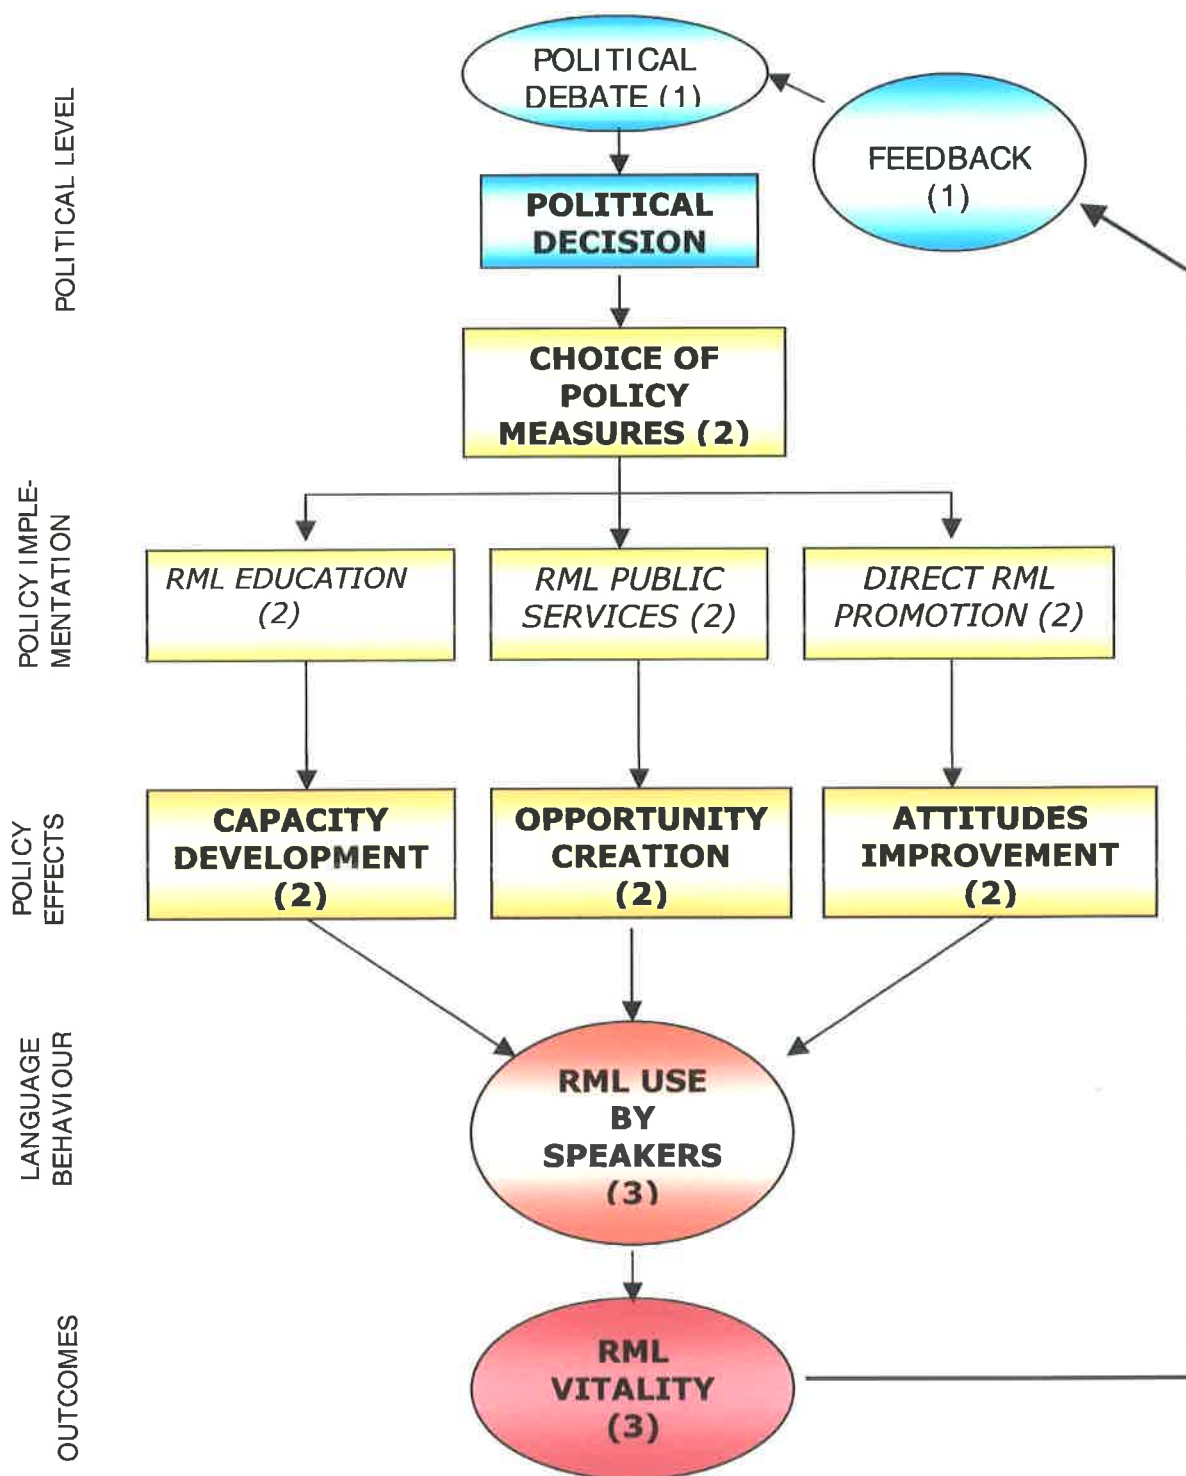 POLITICAL
DEBATE (1)
FEEDBACK
(1)
POLITICAL LEVEL
POLITICAL
DECISION
CHOICE OF
POLICY
MEASURES (2)
POLICY IMPLE-
MENTATION
RML EDUCATION
(2)
RML PUBLIC
SERVICES (2)
DIRECT RML
PROMOTION (2)
POLICY
EFFECTS
CAPACITY
DEVELOPMENT
(2)
OPPORTUNITY
CREATION
(2)
ATTITUDES
IMPROVEMENT
(2)
LANGUAGE
BEHAVIOUR
RML USE
BY
SPEAKERS
(3)
OUTCOMES
RML
VITALITY
(3)